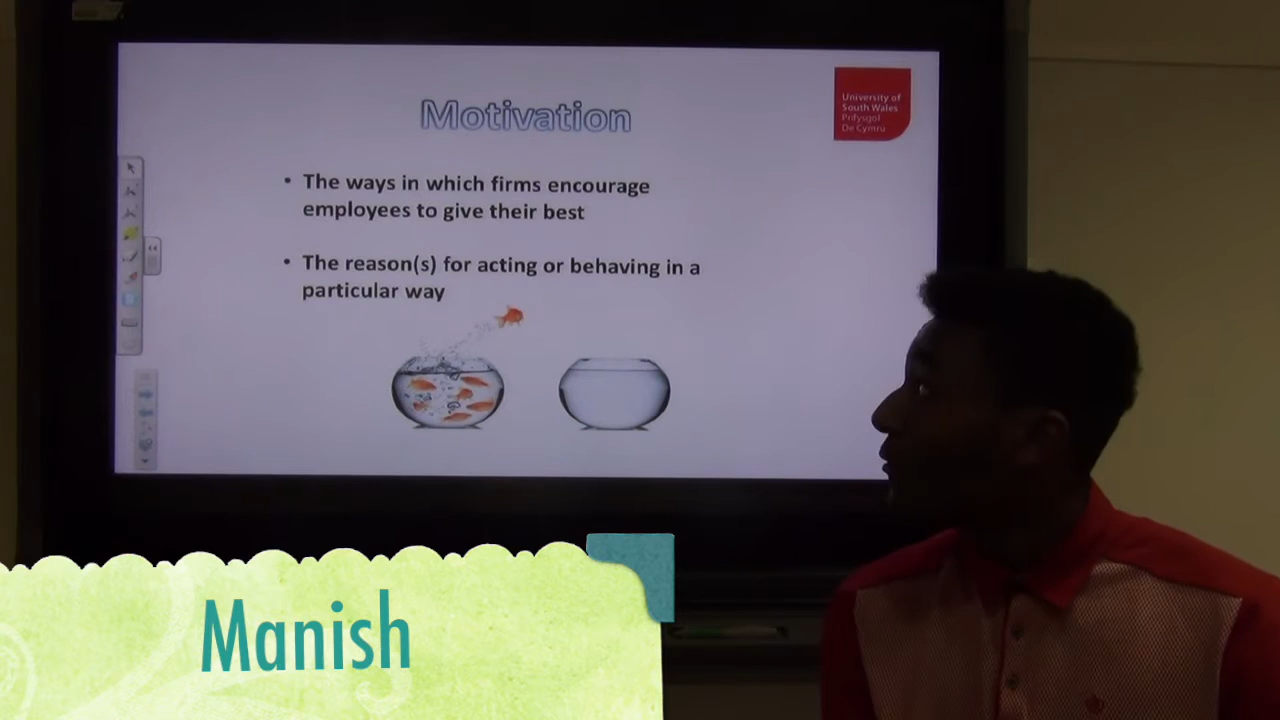 Motivation
University of
South Wales
Prifysgol
De Cymru
• The ways in which firms encourage
employees to give their best
• The reason(s) for acting or behaving in a
particular way
Manish